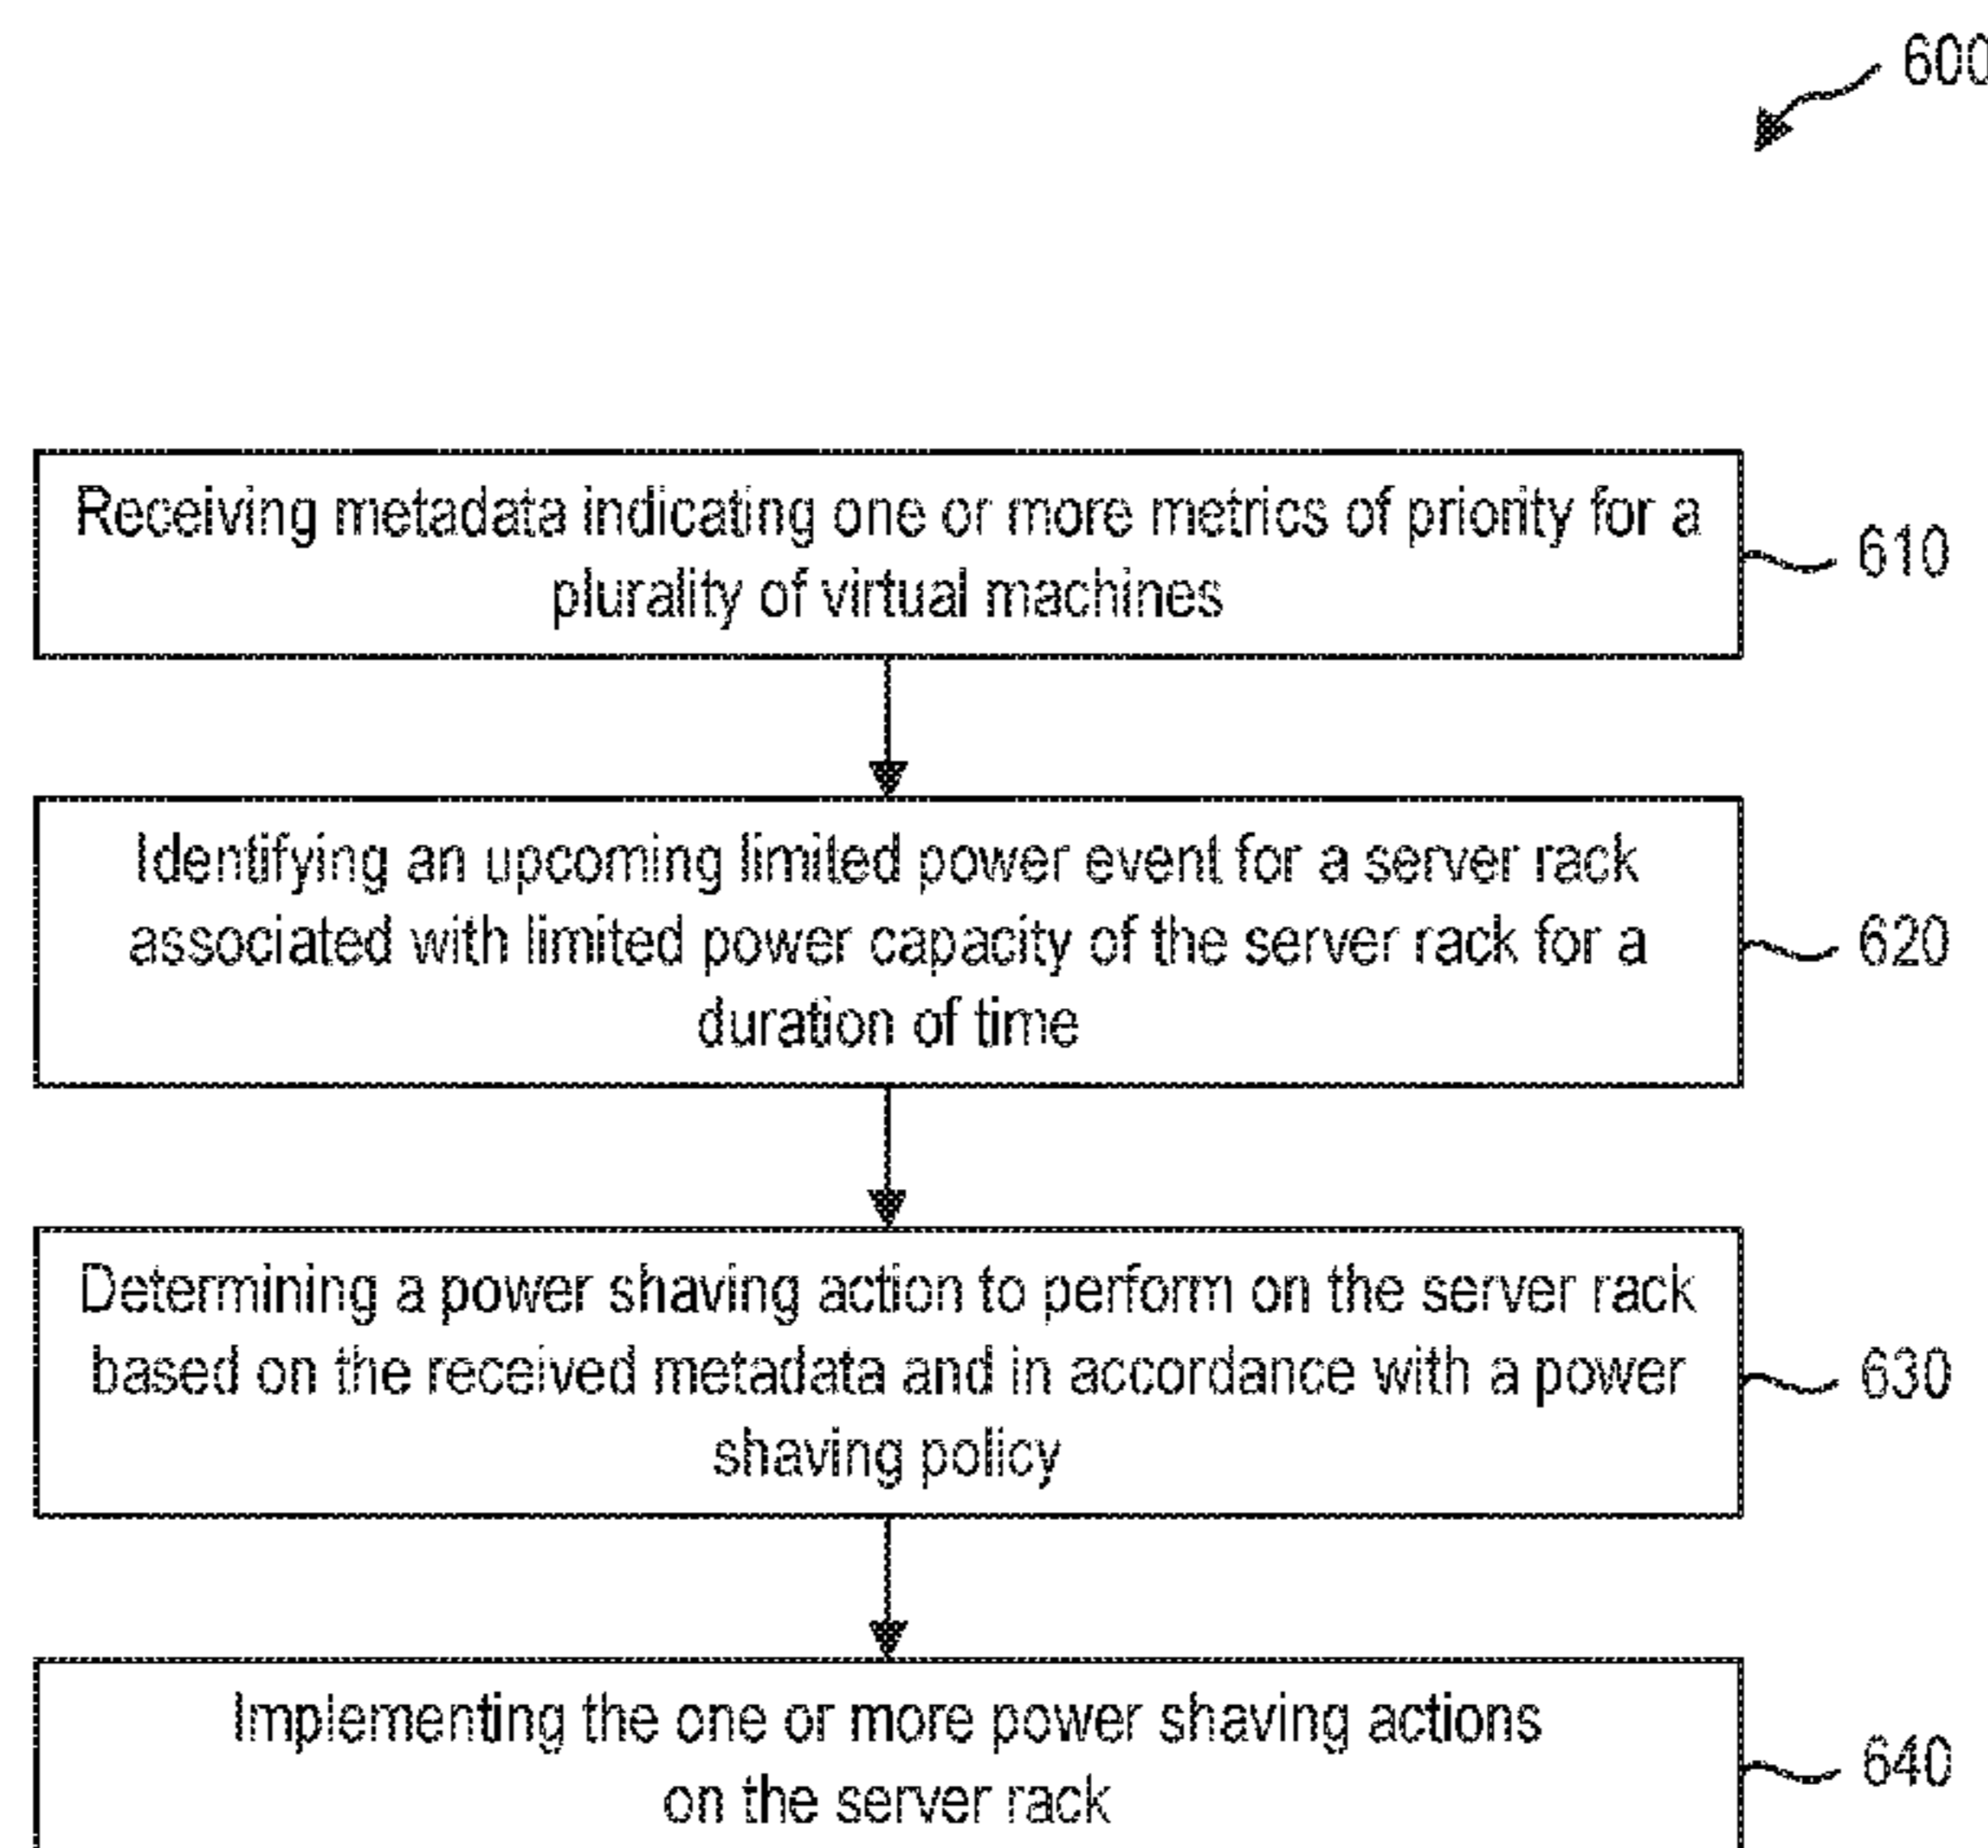 600
Receiving metadata indicating one or more metrics of priority for a
plurality of virtual machines
610
Identifying an upcoming limited power event for a server rack
associated with limited power capacity of the server rack for a
duration of time
620
Determining a power shaving action to perform on the server rack
based on the received metadata and in accordance with a power
shaving policy
630
Implementing the one or more power shaving actions
on the server rack
640